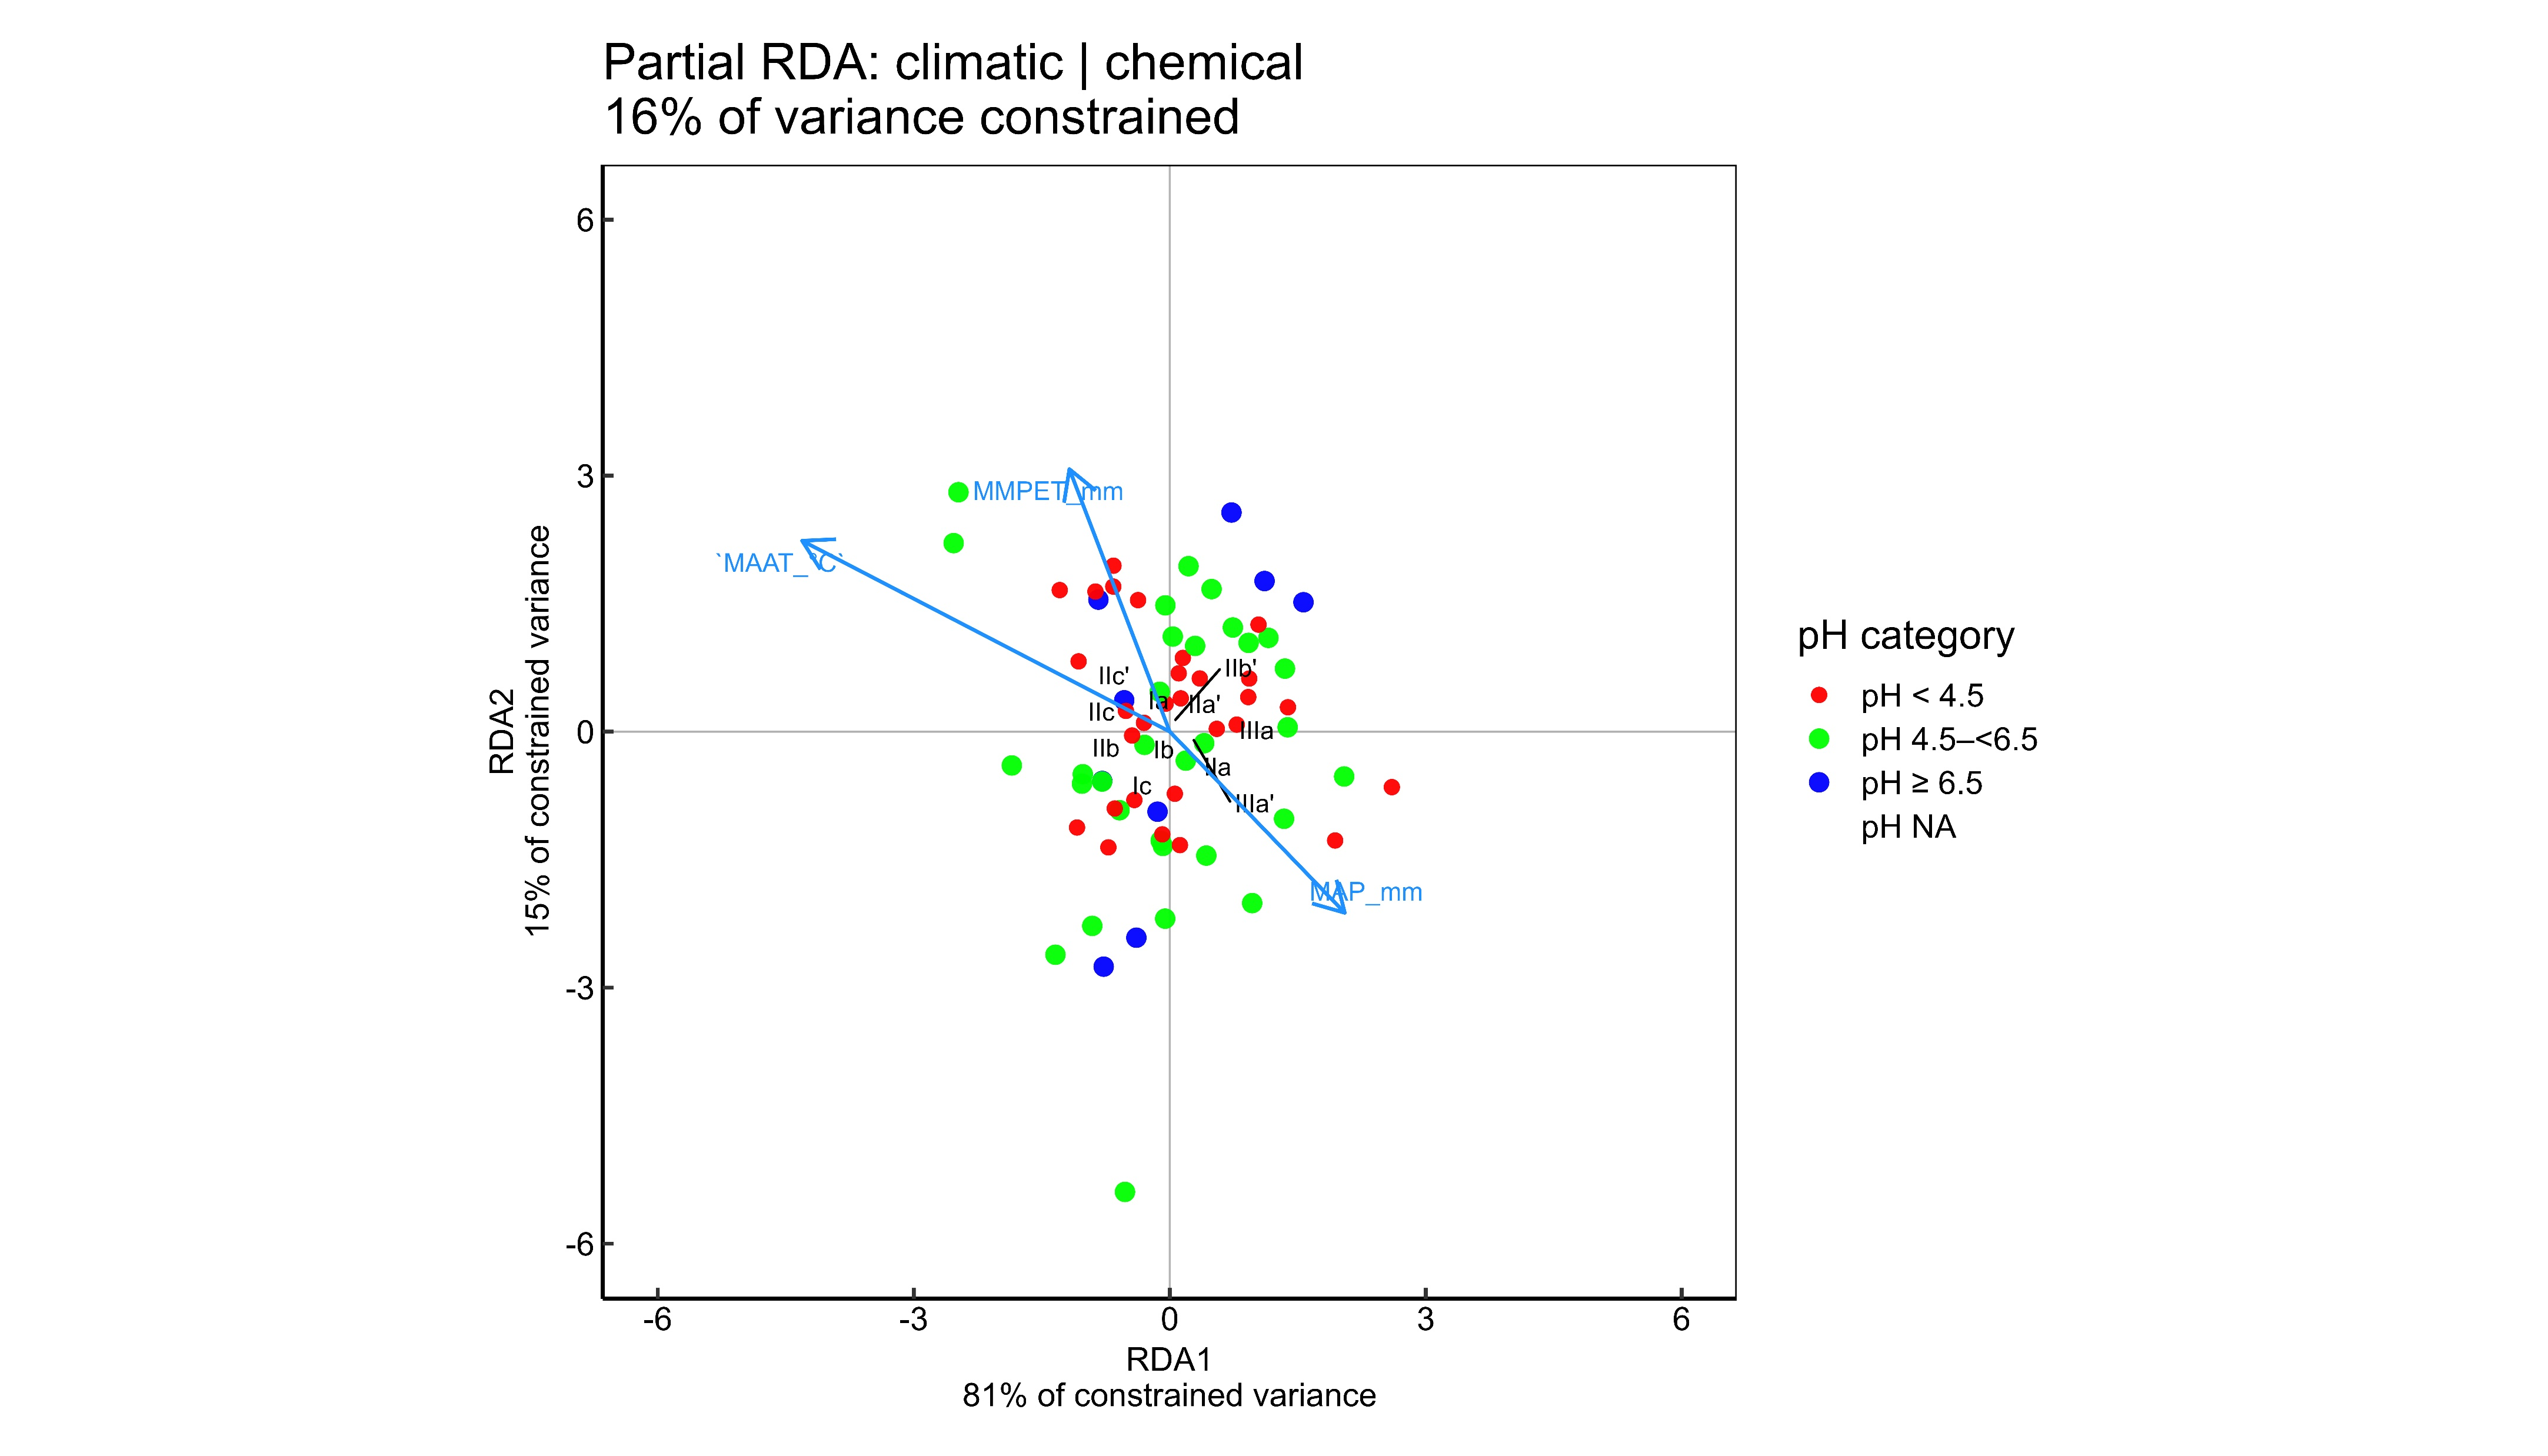 Partial RDA: climatic | chemical
16% of variance constrained
6
3
0
-3
-6
RDA2
15% of constrained variance
MMPET_mm
`MAAT_°C`
IIc'
IIb'
Ia
IIa'
IIc
IIIa
IIb
Ib
IIa
Ic
IIIa'
MAP_mm
-6
-3
0
3
6
RDA1
81% of constrained variance
pH category
pH < 4.5
pH 4.5–<6.5
pH ≥ 6.5
pH NA